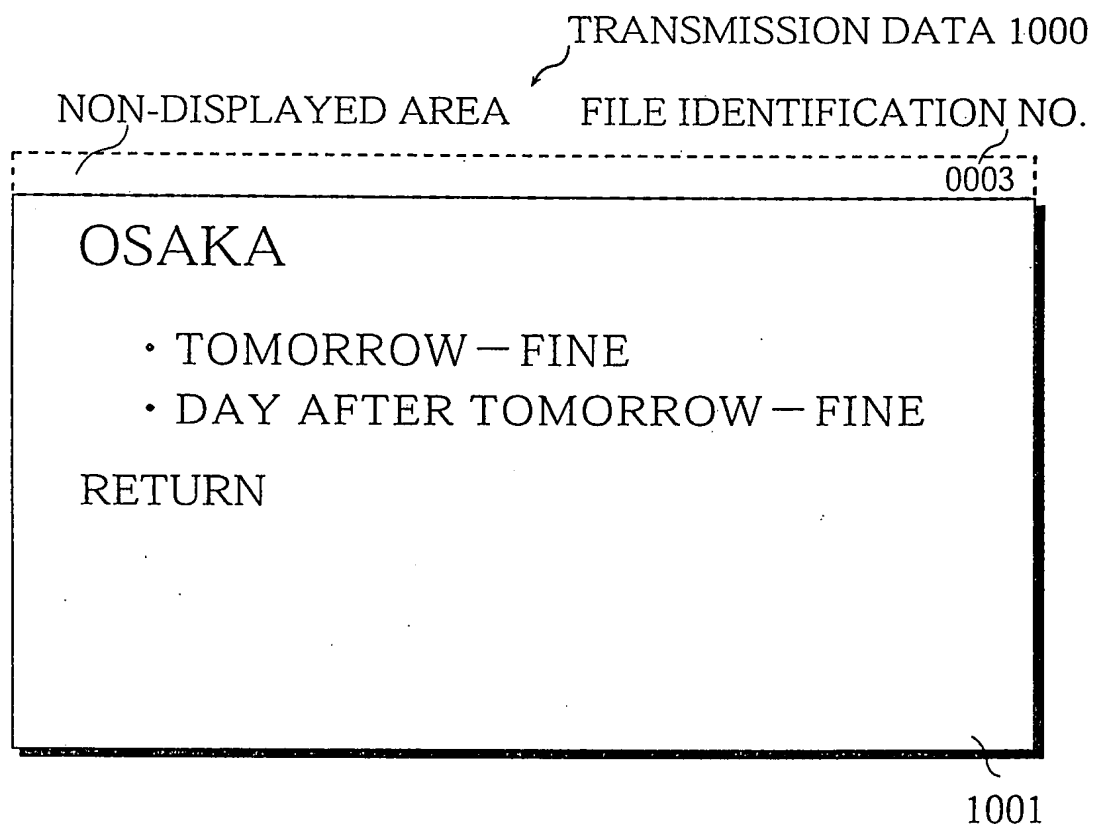 TRANSMISSION DATA 1000
NON-DISPLAYED AREA
FILE IDENTIFICATION NO.
0003
OSAKA
・TOMORROW—FINE
・DAY AFTER TOMORROW—FINE
RETURN
1001